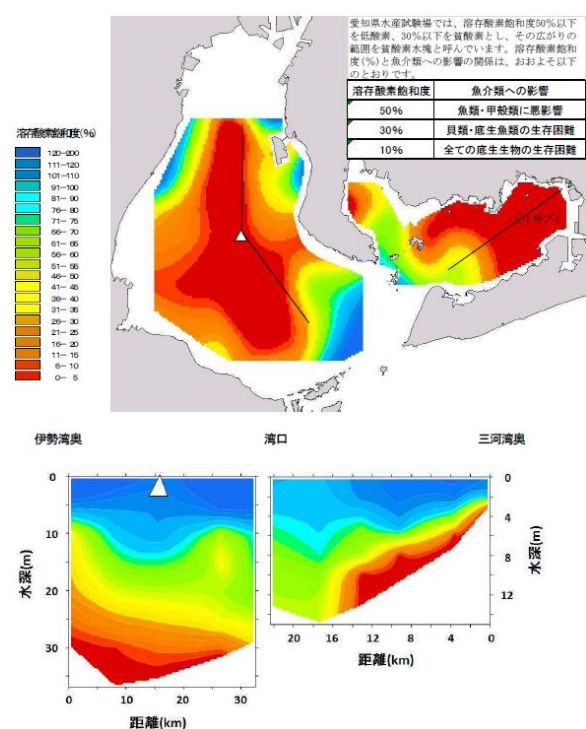 愛知県水産試験場では、溶存酸素飽和度50%以下
を低酸素、30%以下を貧酸素とし、その広がりの
範囲を貧酸素水塊と呼んでいます。溶存酸素飽和
度(%)と魚介類への影響の関係は、おおよそ以下
のとおりです。
溶存酸素飽和度 魚介類への影響
50% 魚類・甲殻類に悪影響
30% 貝類・底生魚類の生存困難
10% 全ての底生生物の生存困難
溶存酸素飽和度(%)
120-200
111-120
101-110
91-100
81-90
76-80
71-75
66-70
61-65
56-60
51-55
46-50
41-45
36-40
31-35
26-30
21-25
16-20
11-15
6-10
0-5
伊勢湾奥 湾口 三河湾奥
0
10
20
30
水深(m)
0 10 20 30
距離(km)
0
4
8
12
水深(m)
20 16 12 8 4 0
距離(km)